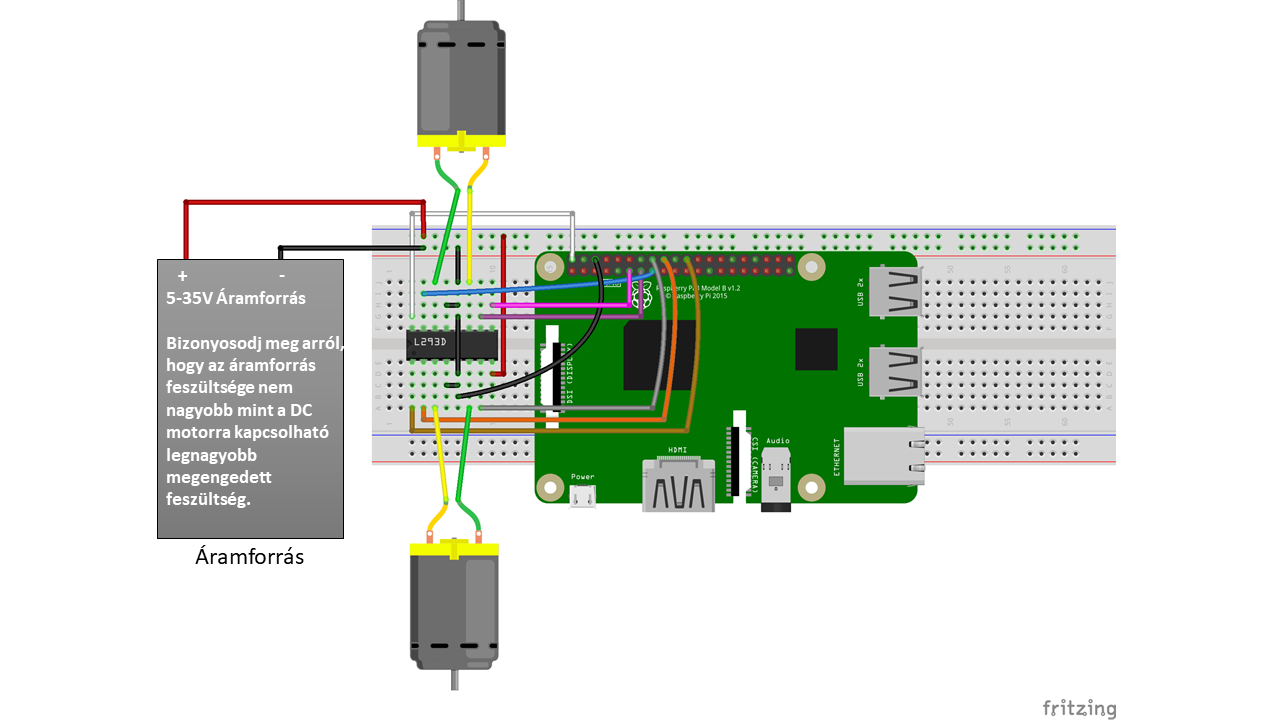 + -
5-35V Áramforrás
Bizonyosodj meg arról,
hogy az áramforrás
feszültsége nem
nagyobb mint a DC
motorra kapcsolható
legnagyobb
megengedett
feszültség.
Áramforrás
L293D
Raspberry Pi 3 Model B v1.2
© Raspberry Pi 2015
DSI (DISPLAY)
Power
HDMI
CSI (CAMERA)
Audio
ETHERNET
USB 2x
USB 2x
fritzing